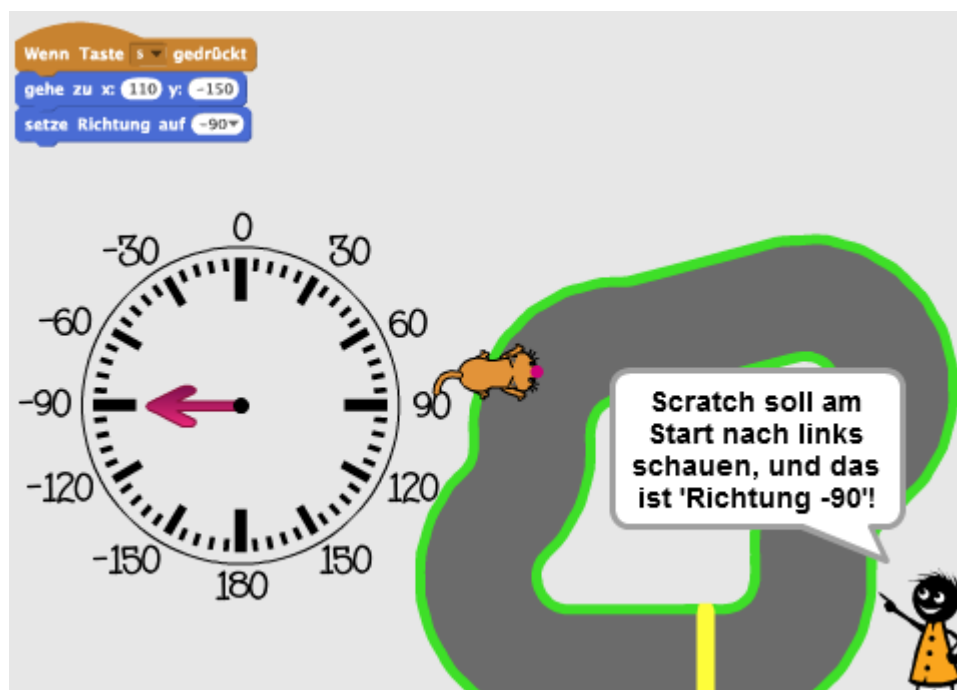 Wenn Taste s gedrückt
gehe zu x: 110 y: -150
setze Richtung auf -90
0
-30
30
-60
60
-90
90
-120
120
-150
150
180
Scratch soll am
Start nach links
schauen, und das
ist 'Richtung -90'!